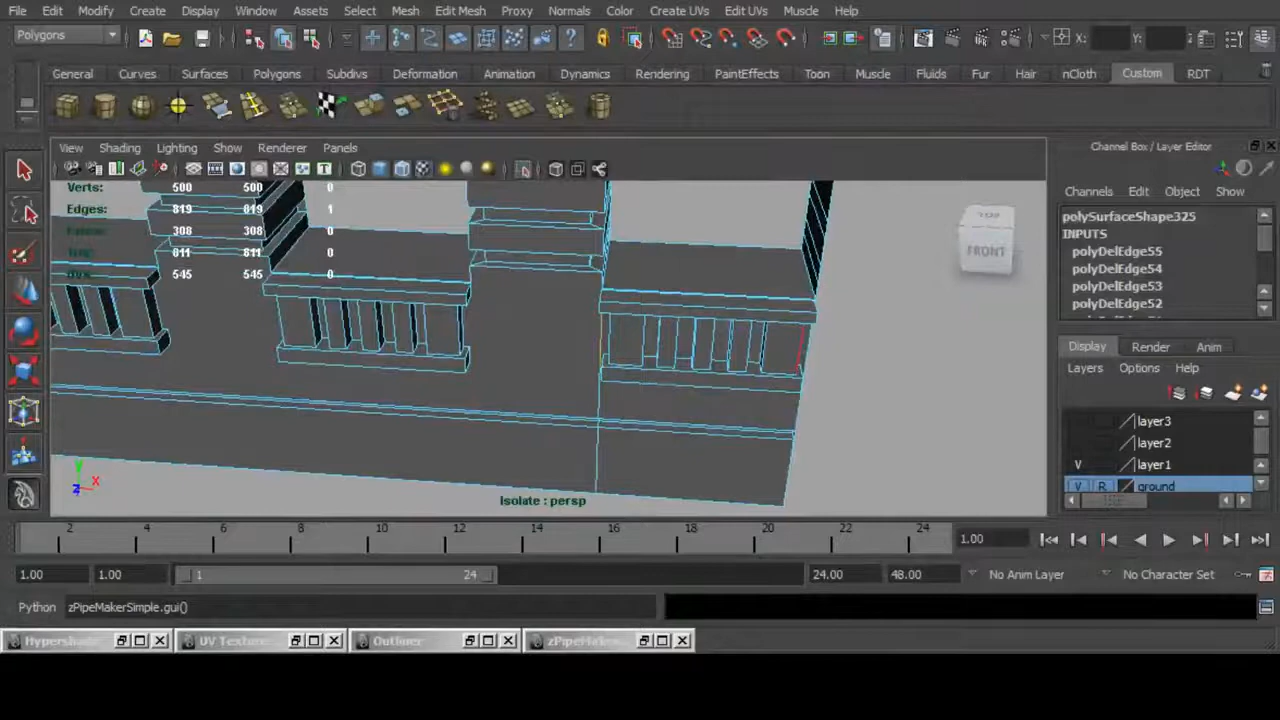 File Edit Modify Create Display Window Assets Select Mesh Edit Mesh Proxy Normals Color Create UVs Edit UVs Muscle Help
Polygons X: Y: Z:
General Curves Surfaces Polygons Subdivs Deformation Animation Dynamics Rendering PaintEffects Toon Muscle Fluids Fur Hair nCloth Custom RDT
View Shading Lighting Show Renderer Panels
Channel Box / Layer Editor
Channels Edit Object Show
Verts: 500 500 0
Edges: 819 819 1
308 308 0
811 811 0
545 545 0
TOP
FRONT
polySurfaceShape325
INPUTS
polyDelEdge55
polyDelEdge54
polyDelEdge53
polyDelEdge52
Display Render Anim
Layers Options Help
layer3
layer2
V layer1
V R ground
Y
X
Z
Isolate : persp
2 4 6 8 10 12 14 16 18 20 22 24
1.00
1.00 1.00 1 24 24.00 48.00 No Anim Layer No Character Set
Python zPipeMakerSimple.gui()
Hypersh UV Texture Outliner zPipeMake